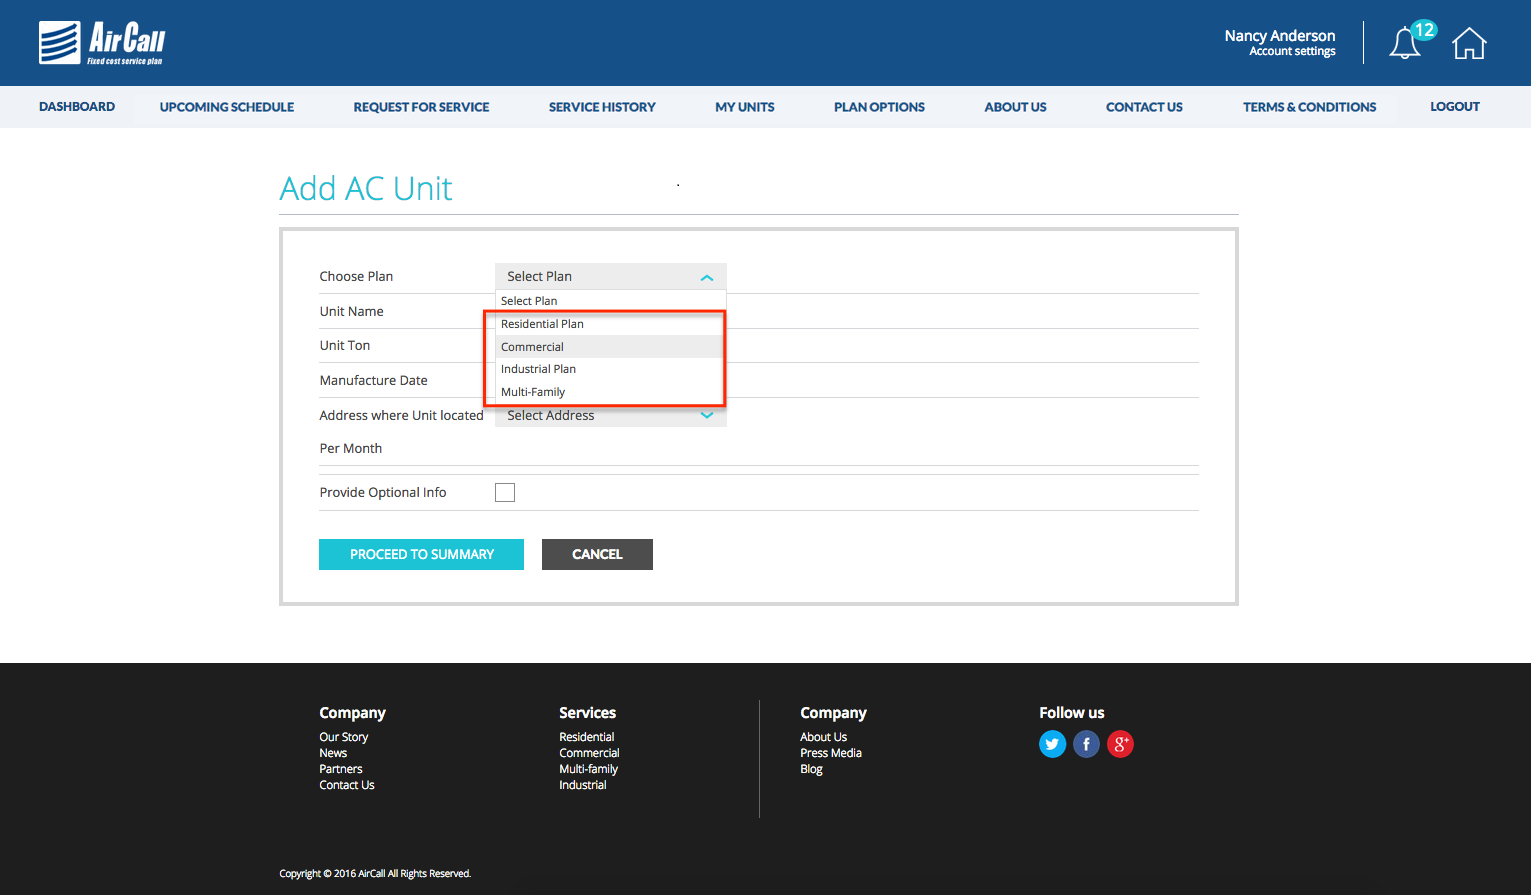 AirCall
Fixed cost service plan
Nancy Anderson
Account settings
12
DASHBOARD UPCOMING SCHEDULE REQUEST FOR SERVICE SERVICE HISTORY MY UNITS PLAN OPTIONS ABOUT US CONTACT US TERMS & CONDITIONS LOGOUT
Add AC Unit
Choose Plan Select Plan
Select Plan
Unit Name
Residential Plan
Unit Ton
Commercial
Industrial Plan
Manufacture Date
Multi-Family
Address where Unit located Select Address
Per Month
Provide Optional Info
PROCEED TO SUMMARY CANCEL
Company
Our Story
News
Partners
Contact Us
Services
Residential
Commercial
Multi-family
Industrial
Company
About Us
Press Media
Blog
Follow us
f
g+
Copyright © 2016 AirCall All Rights Reserved.